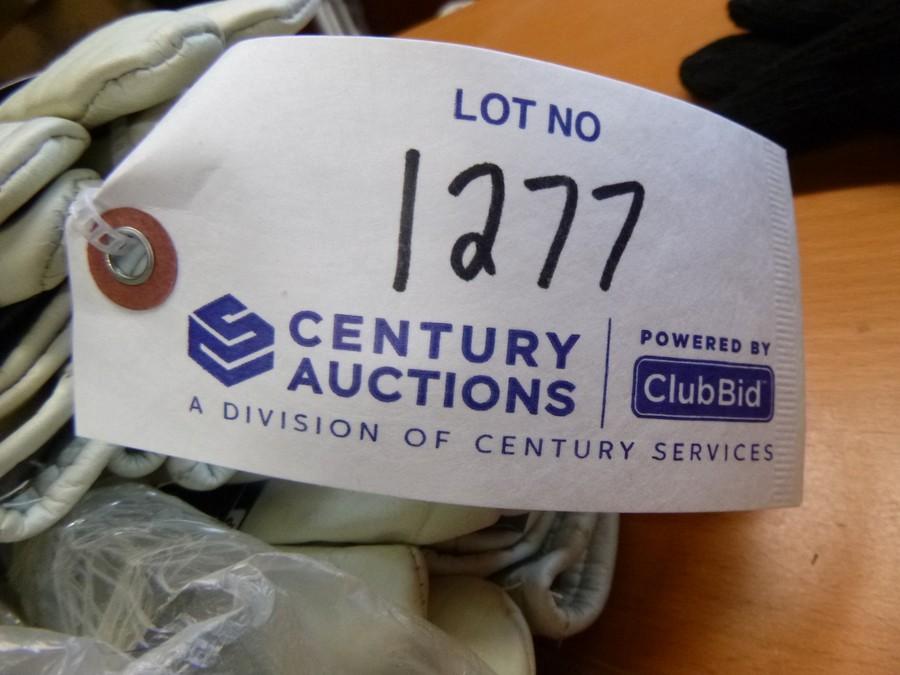 LOT NO
1277
CENTURY
AUCTIONS
A DIVISION OF CENTURY SERVICES
POWERED BY
ClubBid